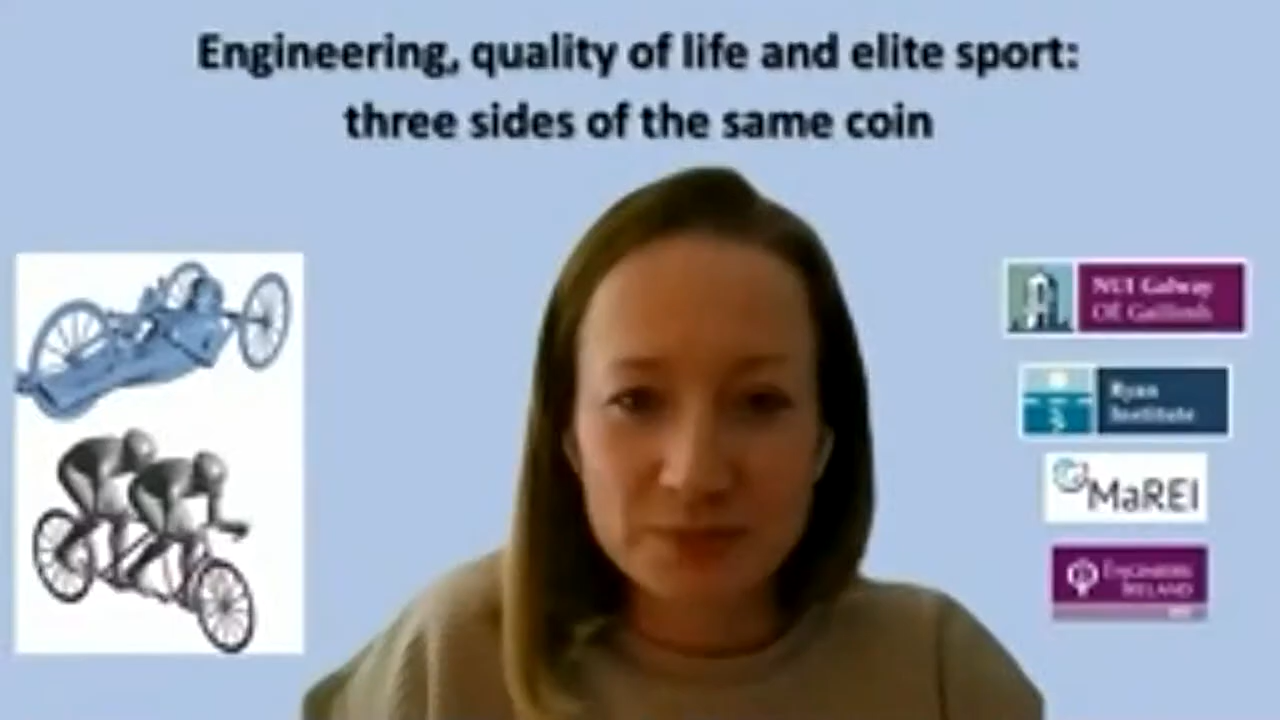 Engineering, quality of life and elite sport:
three sides of the same coin
NUI Galway
OÉ Gaillimh
Ryan
Institute
MaREI
ENGINEERS
IRELAND